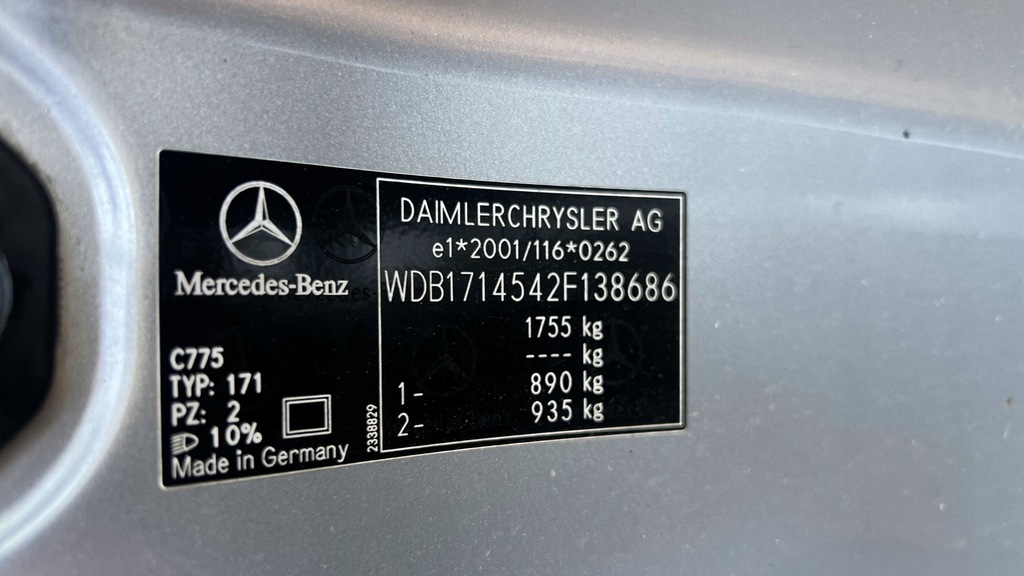 Mercedes-Benz
C775
TYP: 171
PZ: 2
10%
Made in Germany
2338829
DAIMLERCHRYSLER AG
e1*2001/116*0262
WDB1714542F138686
1755 kg
---- kg
1- 890 kg
2- 935 kg